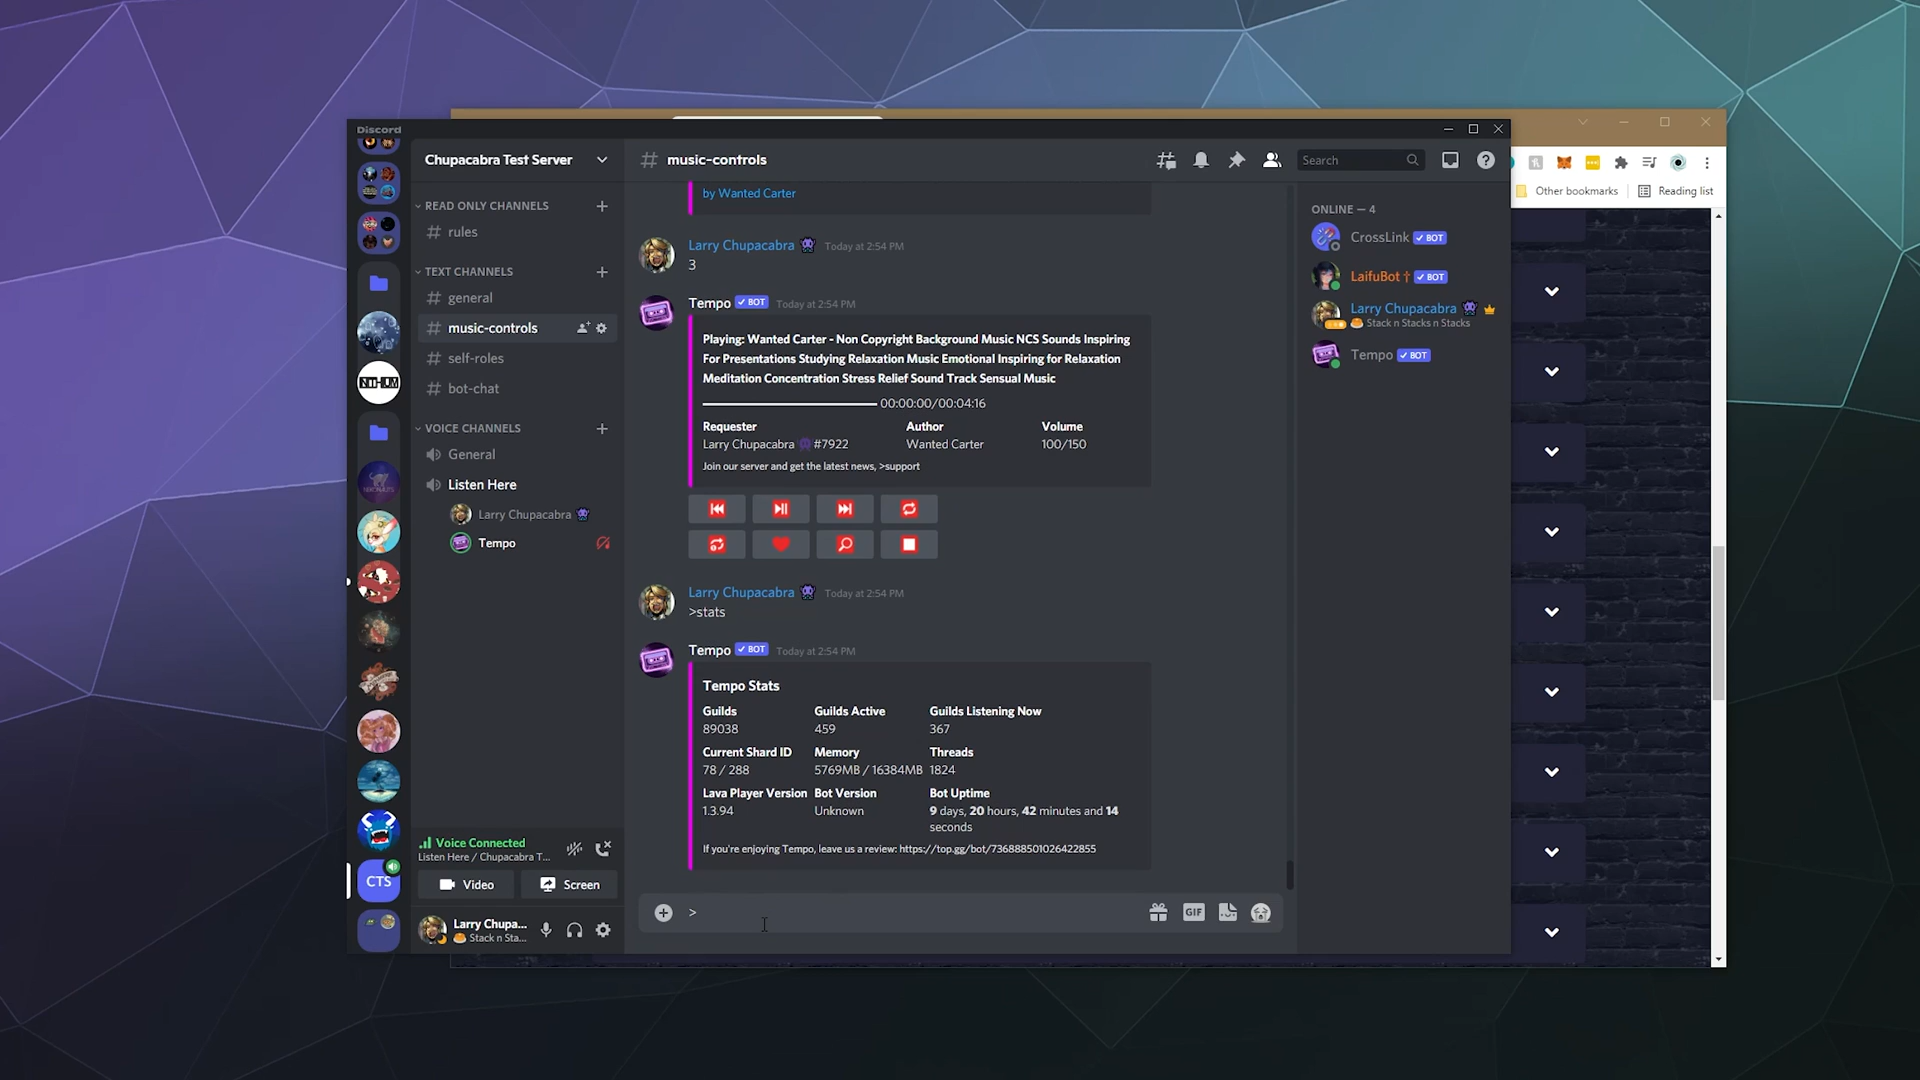 Discord
Chupacabra Test Server
music-controls
Search
Other bookmarks
Reading list
READ ONLY CHANNELS
rules
TEXT CHANNELS
general
music-controls
self-roles
bot-chat
VOICE CHANNELS
General
Listen Here
Larry Chupacabra
Tempo
Voice Connected
Listen Here / Chupacabra T...
Video
Screen
Larry Chupa...
Stack n Sta...
CTS
by Wanted Carter
Larry Chupacabra Today at 2:54 PM
3
Tempo ✓ BOT Today at 2:54 PM
Playing: Wanted Carter - Non Copyright Background Music NCS Sounds Inspiring
For Presentations Studying Relaxation Music Emotional Inspiring for Relaxation
Meditation Concentration Stress Relief Sound Track Sensual Music
00:00:00/00:04:16
Requester Author Volume
Larry Chupacabra #7922 Wanted Carter 100/150
Join our server and get the latest news, >support
Larry Chupacabra Today at 2:54 PM
>stats
Tempo ✓ BOT Today at 2:54 PM
Tempo Stats
Guilds Guilds Active Guilds Listening Now
89038 459 367
Current Shard ID Memory Threads
78 / 288 5769MB / 16384MB 1824
Lava Player Version Bot Version Bot Uptime
1.3.94 Unknown 9 days, 20 hours, 42 minutes and 14
seconds
If you're enjoying Tempo, leave us a review: https://top.gg/bot/736888501026422855
>
GIF
ONLINE — 4
CrossLink ✓ BOT
LaifuBot † ✓ BOT
Larry Chupacabra
Stack n Stacks n Stacks
Tempo ✓ BOT